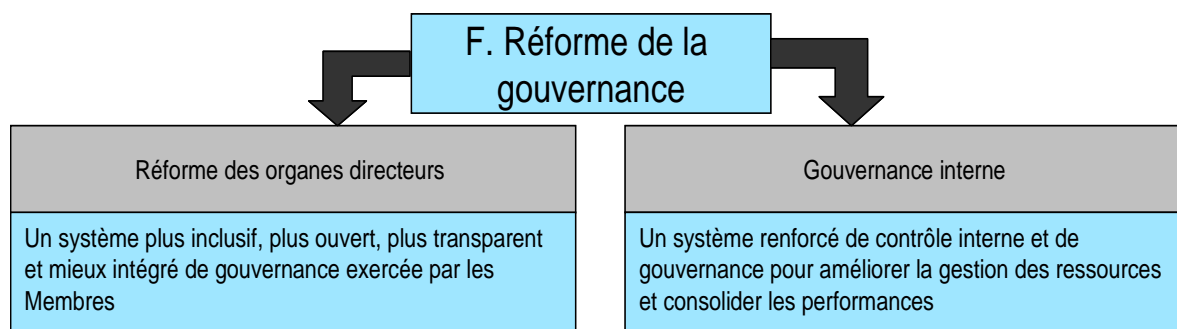 F. Réforme de la
gouvernance
Réforme des organes directeurs
Un système plus inclusif, plus ouvert, plus transparent
et mieux intégré de gouvernance exercée par les
Membres
Gouvernance interne
Un système renforcé de contrôle interne et de
gouvernance pour améliorer la gestion des ressources
et consolider les performances